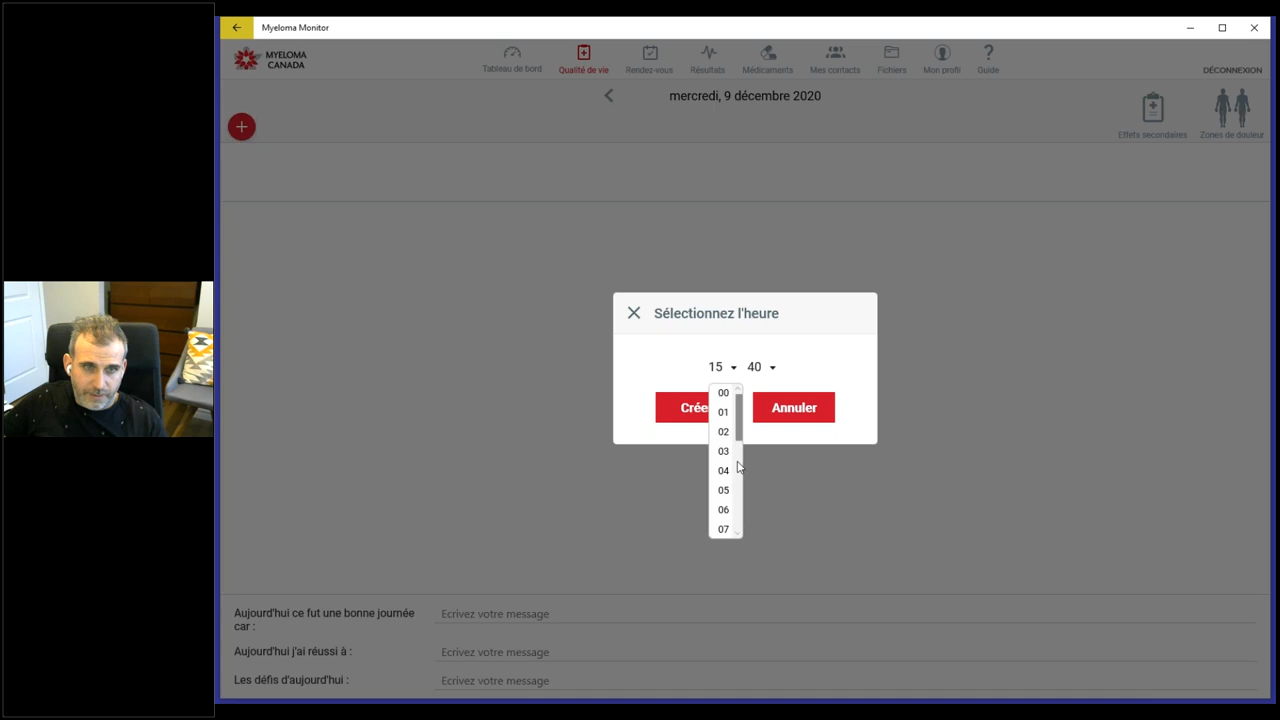 Myeloma Monitor
MYELOMA
CANADA
Tableau de bord
Qualité de vie
Rendez-vous
Résultats
Médicaments
Mes contacts
Fichiers
Mon profil
Guide
DÉCONNEXION
mercredi, 9 décembre 2020
Effets secondaires
Zones de douleur
Sélectionnez l'heure
15 40
Crée
Annuler
00
01
02
03
04
05
06
07
Aujourd'hui ce fut une bonne journée
car :
Ecrivez votre message
Aujourd'hui j'ai réussi à :
Ecrivez votre message
Les défis d'aujourd'hui :
Ecrivez votre message